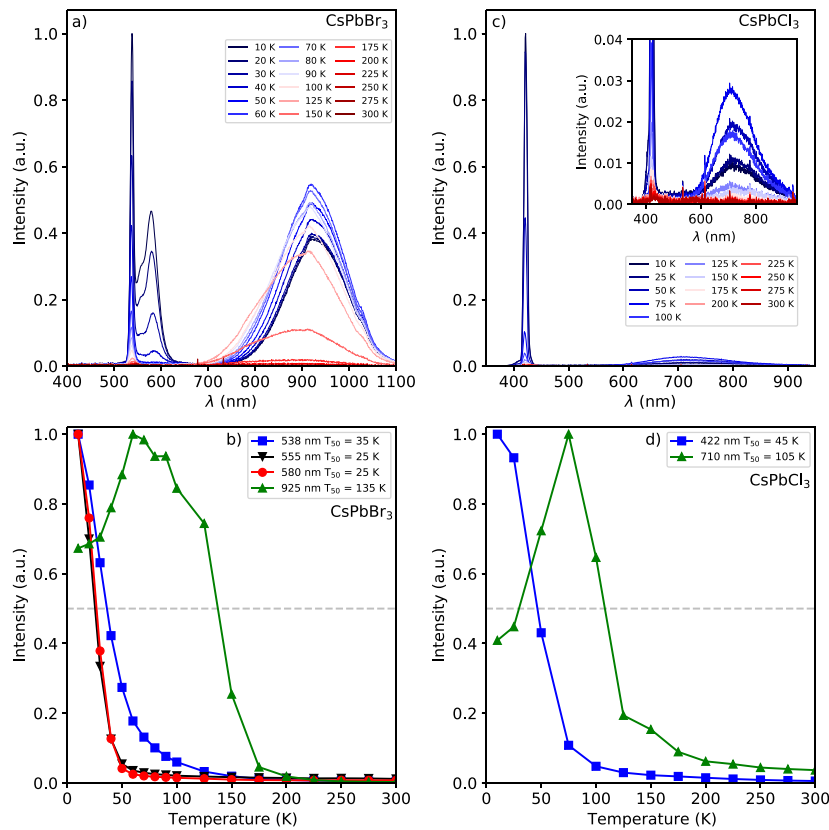 a)
CsPbBr₃
10 K 70 K 175 K
20 K 80 K 200 K
30 K 90 K 225 K
40 K 100 K 250 K
50 K 125 K 275 K
60 K 150 K 300 K
Intensity (a.u.)
1.0
0.8
0.6
0.4
0.2
0.0
400 500 600 700 800 900 1000 1100
λ (nm)
c)
CsPbCl₃
Intensity (a.u.)
0.04
0.03
0.02
0.01
0.00
400 600 800
λ (nm)
10 K 125 K 225 K
25 K 150 K 250 K
50 K 175 K 275 K
75 K 200 K 300 K
100 K
Intensity (a.u.)
1.0
0.8
0.6
0.4
0.2
0.0
400 500 600 700 800 900
λ (nm)
b)
538 nm T₅₀ = 35 K
555 nm T₅₀ = 25 K
580 nm T₅₀ = 25 K
925 nm T₅₀ = 135 K
CsPbBr₃
Intensity (a.u.)
1.0
0.8
0.6
0.4
0.2
0.0
0 50 100 150 200 250 300
Temperature (K)
d)
422 nm T₅₀ = 45 K
710 nm T₅₀ = 105 K
CsPbCl₃
Intensity (a.u.)
1.0
0.8
0.6
0.4
0.2
0.0
0 50 100 150 200 250 300
Temperature (K)